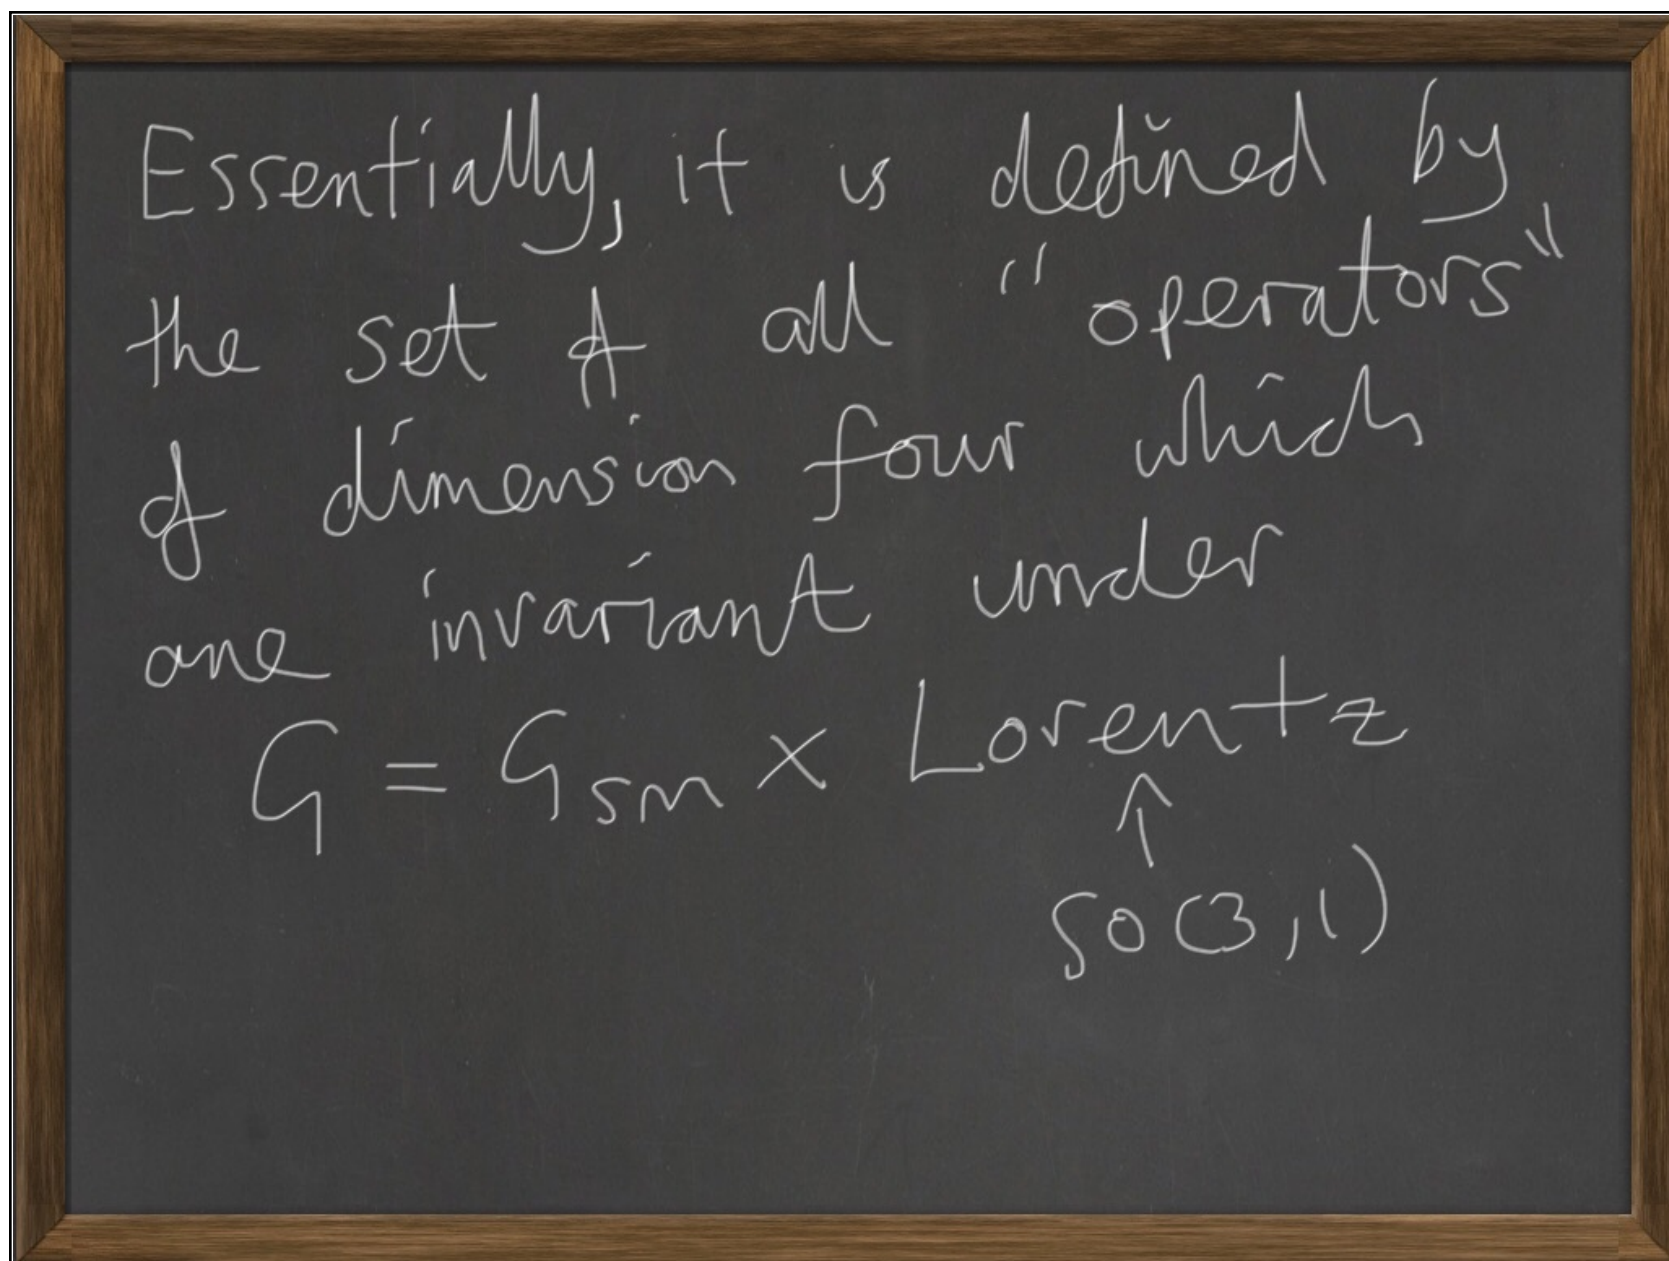 Essentially, it is defined by
the set of all "operators"
of dimension four which
are invariant under
G = G_SM × Lorentz
↑
SO(3,1)